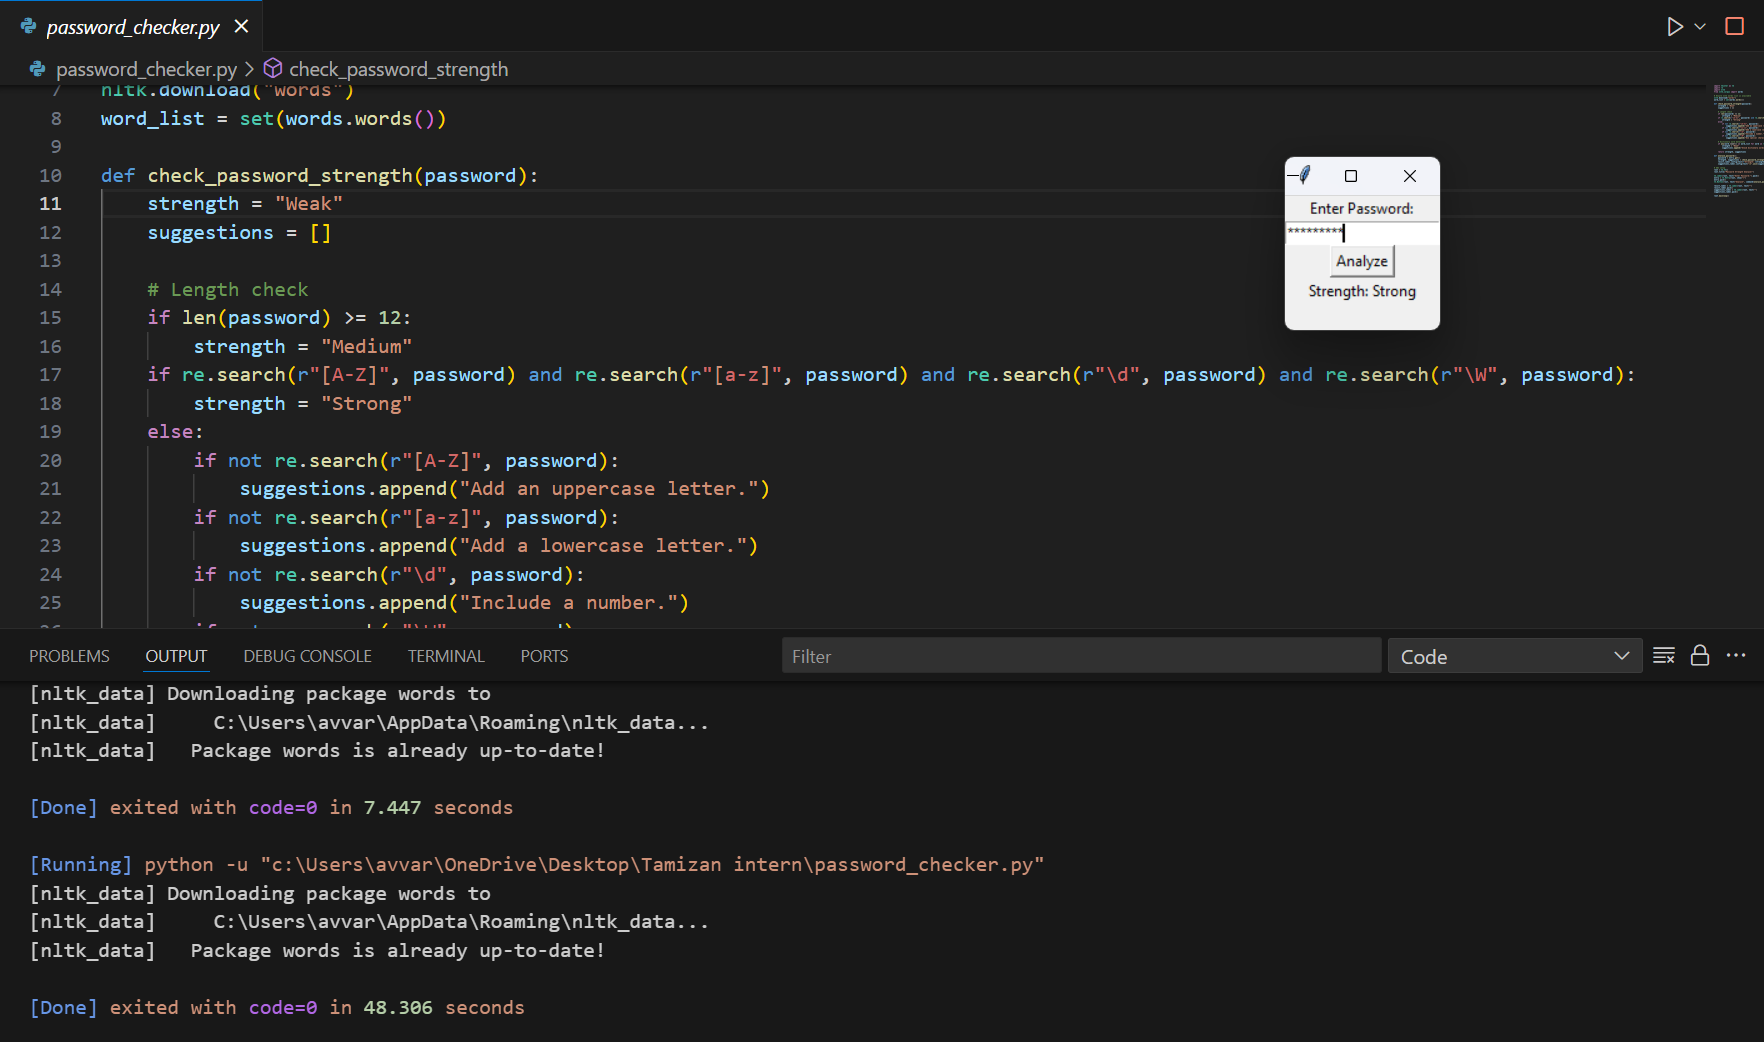 password_checker.py
password_checker.py > check_password_strength
7 nltk.download("words")
8 word_list = set(words.words())
9
10 def check_password_strength(password):
11 strength = "Weak"
12 suggestions = []
13
14 # Length check
15 if len(password) >= 12:
16 strength = "Medium"
17 if re.search(r"[A-Z]", password) and re.search(r"[a-z]", password) and re.search(r"\d", password) and re.search(r"\W", password):
18 strength = "Strong"
19 else:
20 if not re.search(r"[A-Z]", password):
21 suggestions.append("Add an uppercase letter.")
22 if not re.search(r"[a-z]", password):
23 suggestions.append("Add a lowercase letter.")
24 if not re.search(r"\d", password):
25 suggestions.append("Include a number.")
Enter Password:
*********
Analyze
Strength: Strong
PROBLEMS OUTPUT DEBUG CONSOLE TERMINAL PORTS Filter Code
[nltk_data] Downloading package words to
[nltk_data]     C:\Users\avvar\AppData\Roaming\nltk_data...
[nltk_data]   Package words is already up-to-date!
[Done] exited with code=0 in 7.447 seconds
[Running] python -u "c:\Users\avvar\OneDrive\Desktop\Tamizan intern\password_checker.py"
[nltk_data] Downloading package words to
[nltk_data]     C:\Users\avvar\AppData\Roaming\nltk_data...
[nltk_data]   Package words is already up-to-date!
[Done] exited with code=0 in 48.306 seconds